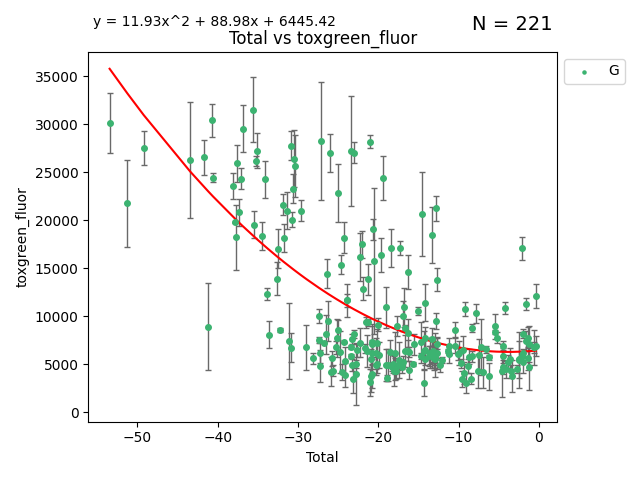 y = 11.93x^2 + 88.98x + 6445.42
N = 221
Total vs toxgreen_fluor
G
toxgreen_fluor
35000
30000
25000
20000
15000
10000
5000
0
−50
−40
−30
−20
−10
0
Total